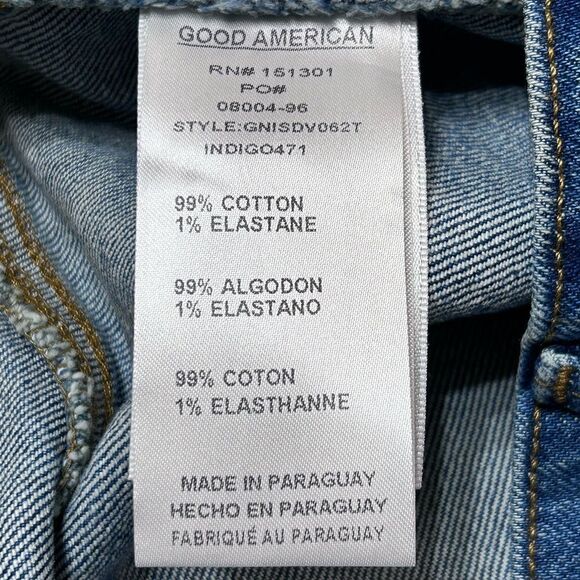 GOOD AMERICAN
RN# 151301
PO#
08004-96
STYLE:GNISDV062T
INDIGO471
99% COTTON
1% ELASTANE
99% ALGODON
1% ELASTANO
99% COTON
1% ELASTHANNE
MADE IN PARAGUAY
HECHO EN PARAGUAY
FABRIQUÉ AU PARAGUAY